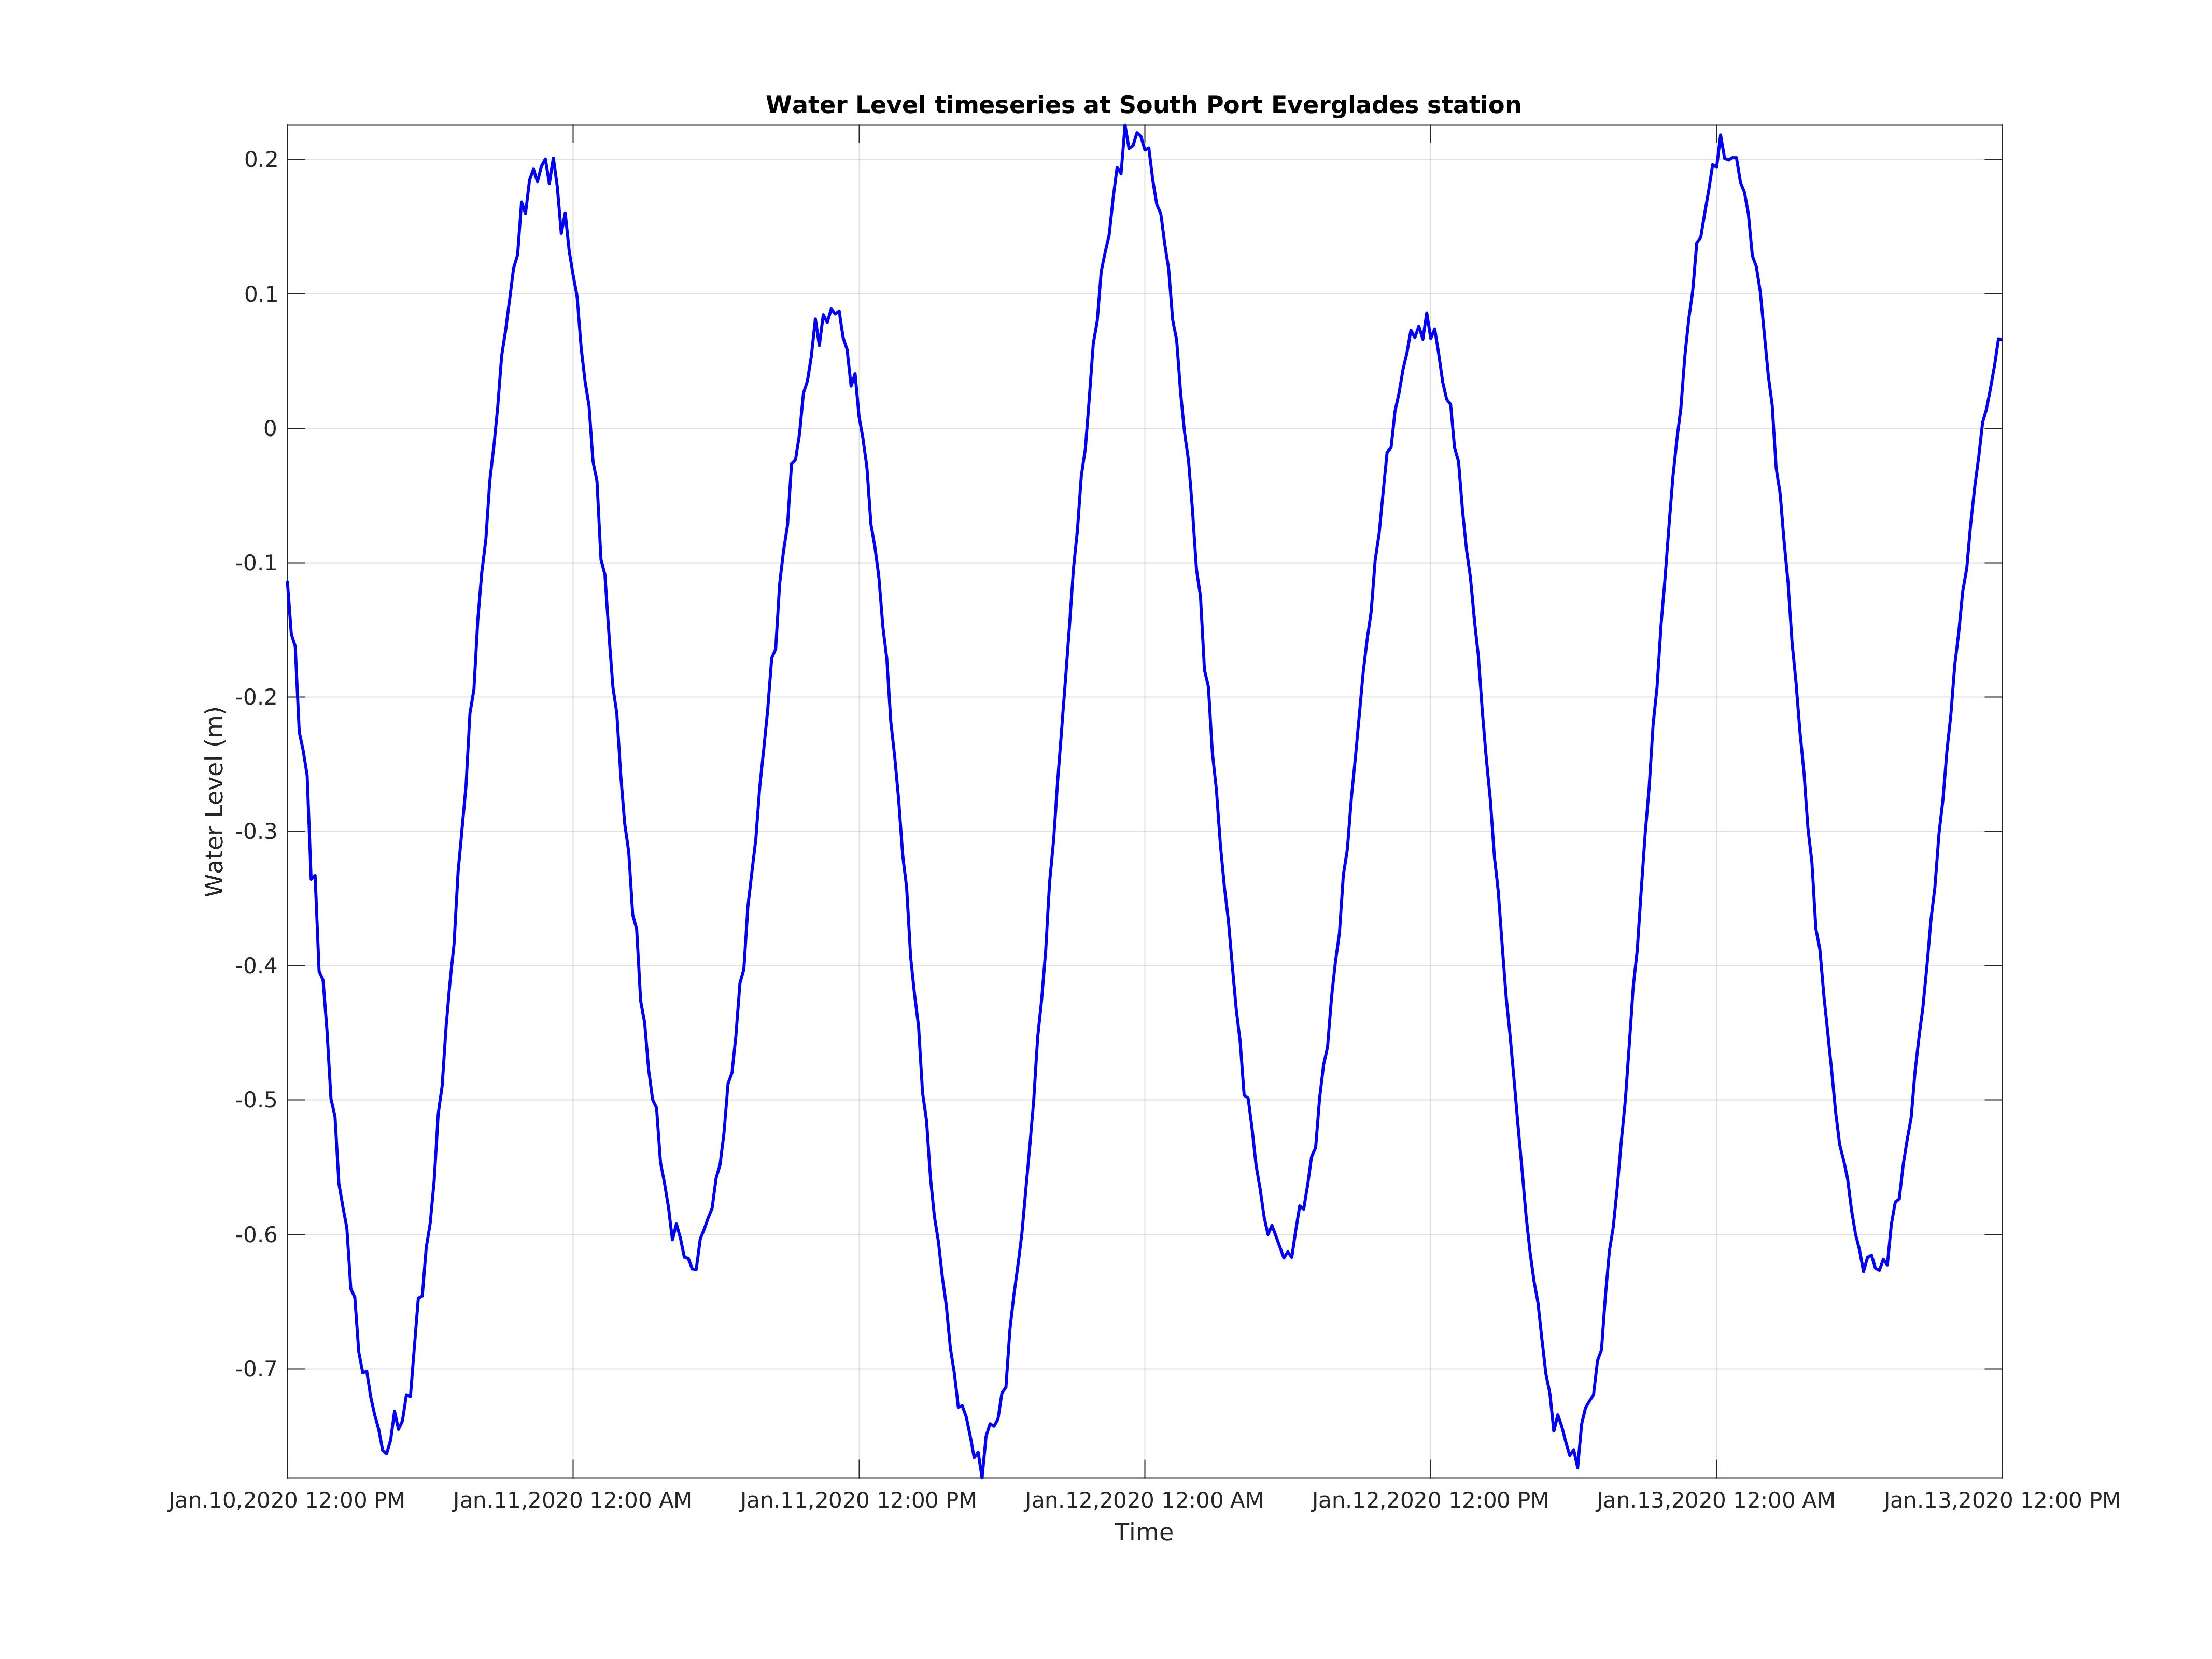 Water Level timeseries at South Port Everglades station
0.2
0.1
0
-0.1
-0.2
-0.3
-0.4
-0.5
-0.6
-0.7
Water Level (m)
Jan.10,2020 12:00 PM Jan.11,2020 12:00 AM Jan.11,2020 12:00 PM Jan.12,2020 12:00 AM Jan.12,2020 12:00 PM Jan.13,2020 12:00 AM Jan.13,2020 12:00 PM
Time